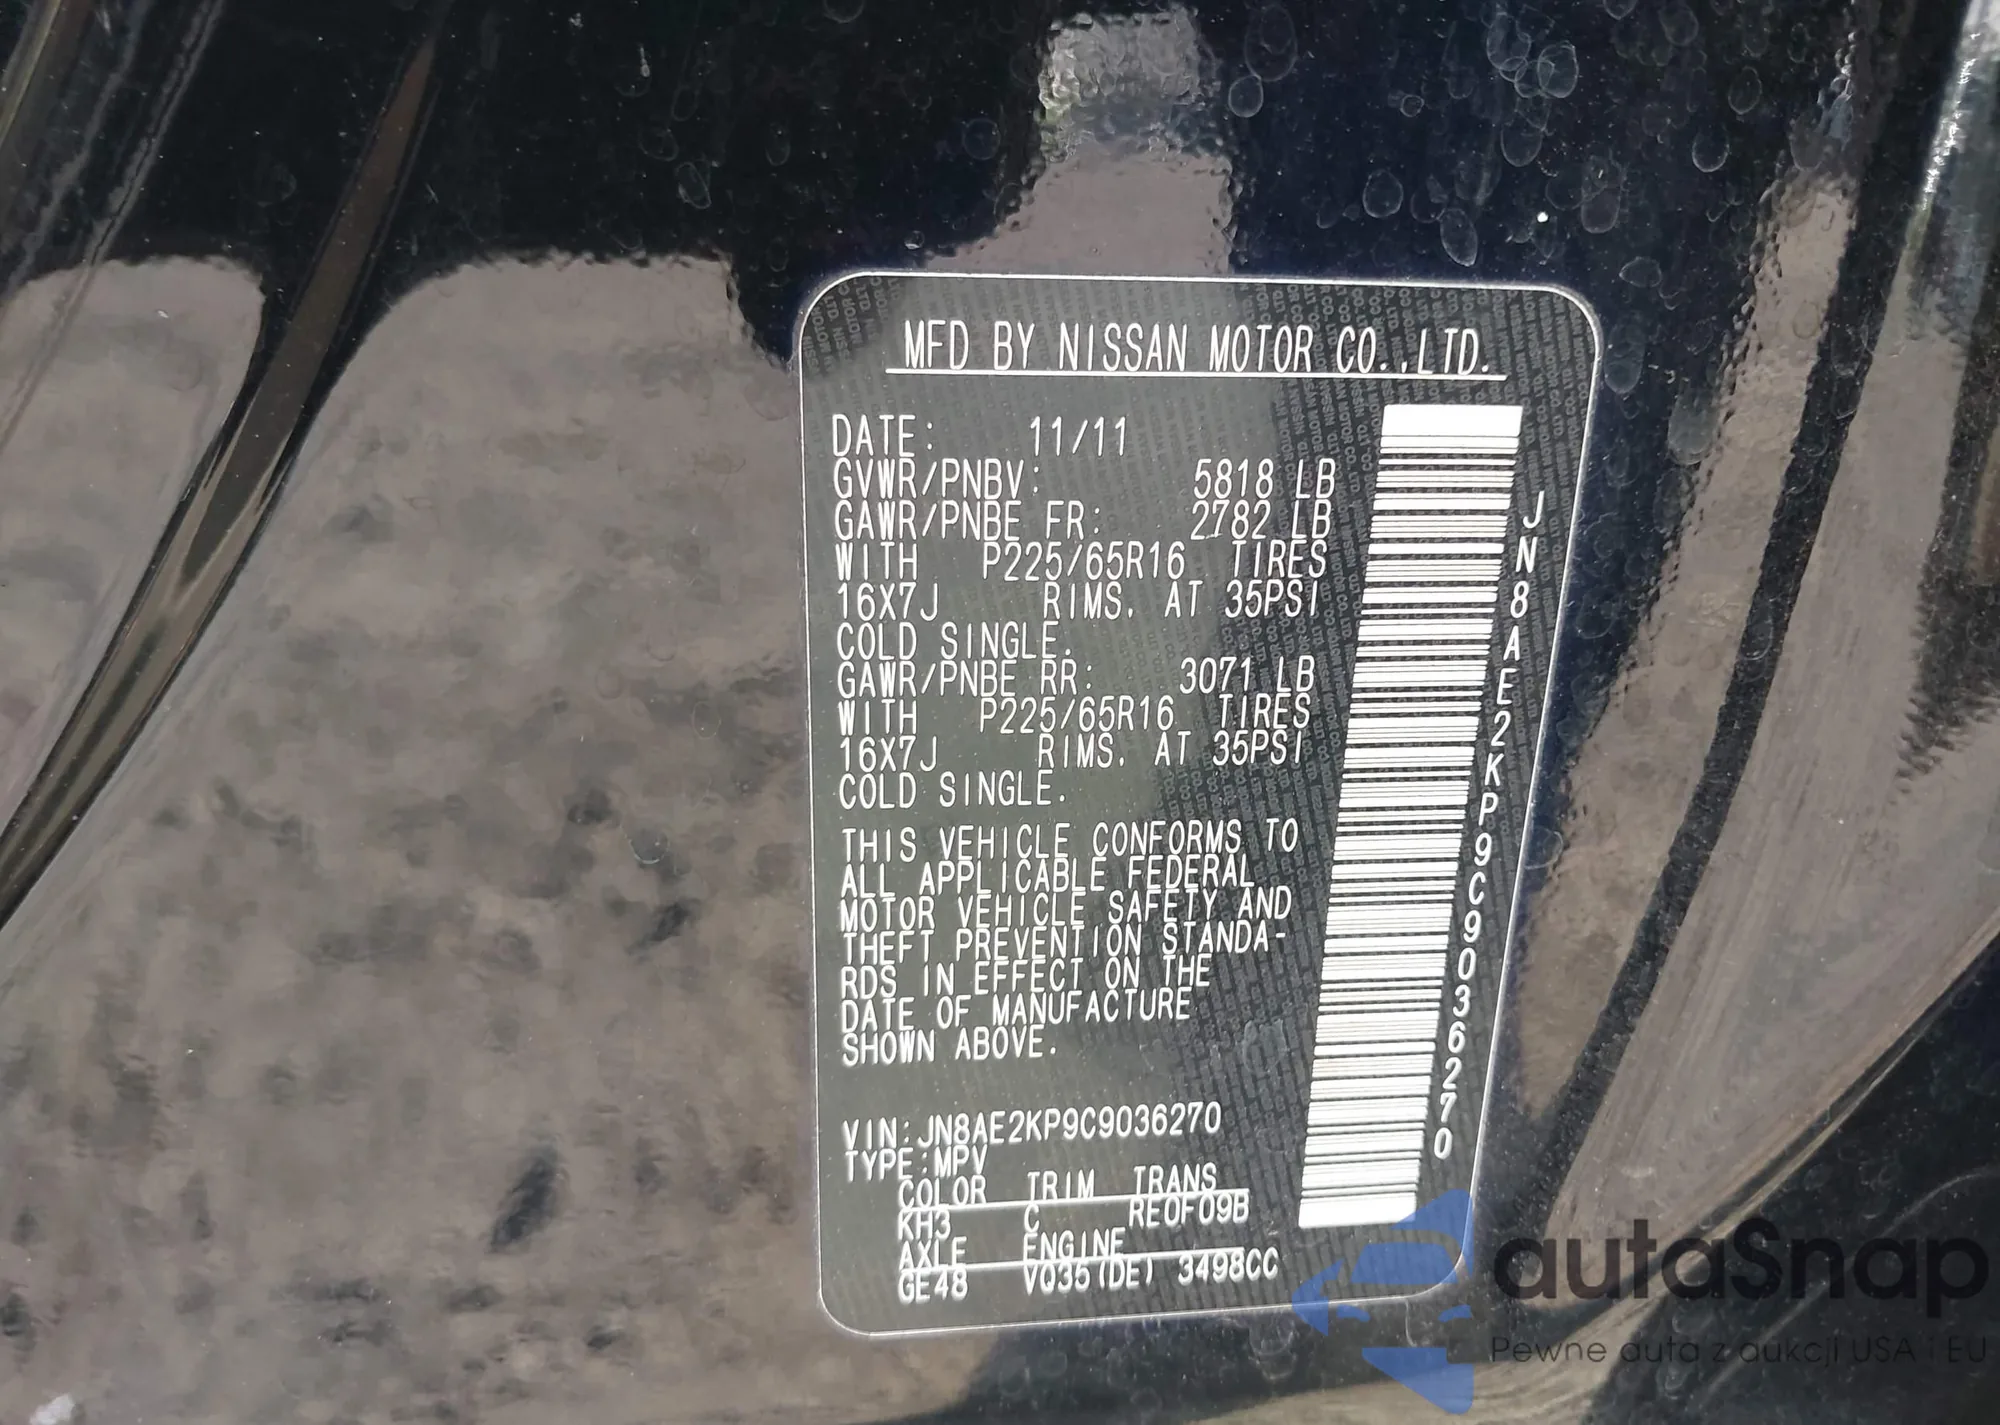 MFD BY NISSAN MOTOR CO.,LTD.
DATE: 11/11
GVWR/PNBV: 5818 LB
GAWR/PNBE FR: 2782 LB
WITH P225/65R16 TIRES
16X7J RIMS. AT 35PSI
COLD SINGLE.
GAWR/PNBE RR: 3071 LB
WITH P225/65R16 TIRES
16X7J RIMS. AT 35PSI
COLD SINGLE.
THIS VEHICLE CONFORMS TO
ALL APPLICABLE FEDERAL
MOTOR VEHICLE SAFETY AND
THEFT PREVENTION STANDA-
RDS IN EFFECT ON THE
DATE OF MANUFACTURE
SHOWN ABOVE.
VIN:JN8AE2KP9C9036270
TYPE:MPV
COLOR TRIM TRANS
KH3 C RE0F09B
AXLE ENGINE
GE48 VQ35(DE) 3498CC
JN8AE2KP9C9036270
autaSnap
Pewne auta z aukcji USA i EU